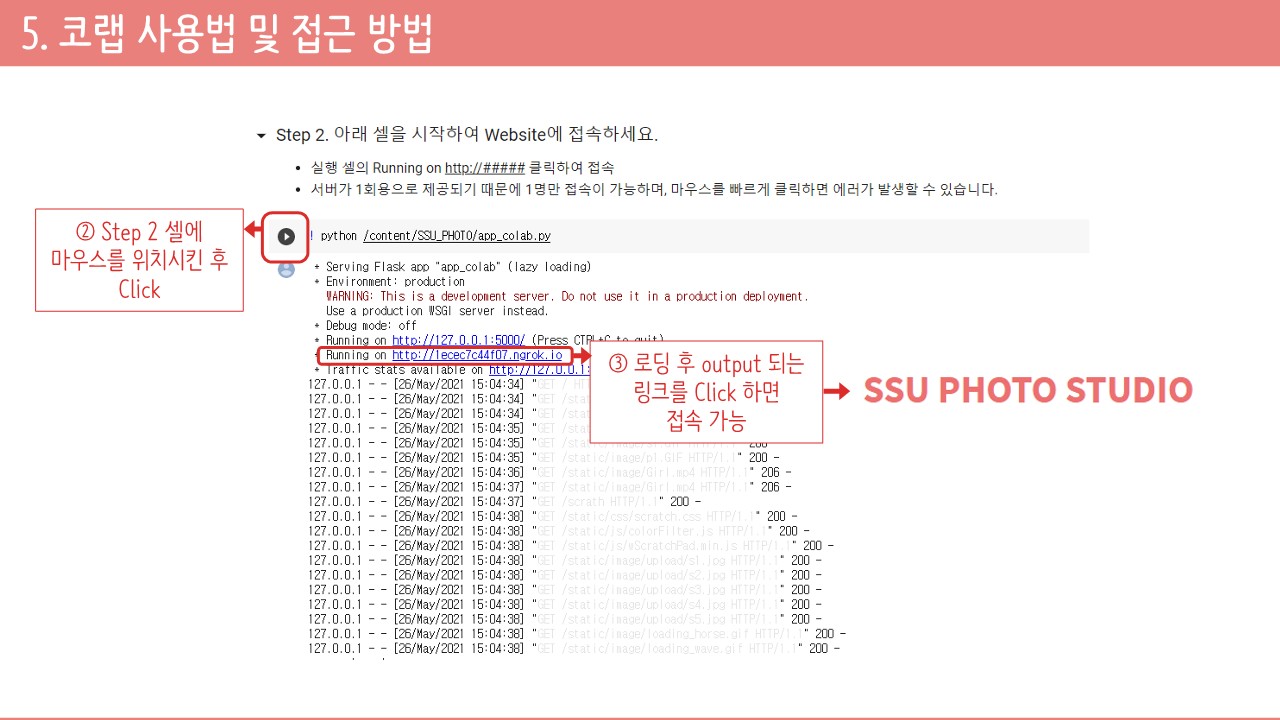 5. 코랩 사용법 및 접근 방법
Step 2. 아래 셀을 시작하여 Website에 접속하세요.
• 실행 셀의 Running on http://##### 클릭하여 접속
• 서버가 1회용으로 제공되기 때문에 1명만 접속이 가능하며, 마우스를 빠르게 클릭하면 에러가 발생할 수 있습니다.
② Step 2 셀에
마우스를 위치시킨 후
Click
! python /content/SSU_PHOTO/app_colab.py
* Serving Flask app "app_colab" (lazy loading)
* Environment: production
WARNING: This is a development server. Do not use it in a production deployment.
Use a production WSGI server instead.
* Debug mode: off
* Running on http://127.0.0.1:5000/ (Press CTRL+C to quit)
* Running on http://1ecec7c44f07.ngrok.io
* Traffic stats available on http://127.0.0.1:
③ 로딩 후 output 되는
링크를 Click 하면
접속 가능
SSU PHOTO STUDIO
127.0.0.1 - - [26/May/2021 15:04:34] "GET / HT
127.0.0.1 - - [26/May/2021 15:04:34] "GET /sta
127.0.0.1 - - [26/May/2021 15:04:34] "GET /sta
127.0.0.1 - - [26/May/2021 15:04:35] "GET /sta
127.0.0.1 - - [26/May/2021 15:04:35] "GET 200
127.0.0.1 - - [26/May/2021 15:04:35] "GET /static/image/p1.GIF HTTP/1.1" 200 -
127.0.0.1 - - [26/May/2021 15:04:36] "GET /static/image/Girl.mp4 HTTP/1.1" 206 -
127.0.0.1 - - [26/May/2021 15:04:37] "GET /static/image/Girl.mp4 HTTP/1.1" 206 -
127.0.0.1 - - [26/May/2021 15:04:37] "GET /scrath HTTP/1.1" 200 -
127.0.0.1 - - [26/May/2021 15:04:38] "GET /static/css/scratch.css HTTP/1.1" 200 -
127.0.0.1 - - [26/May/2021 15:04:38] "GET /static/js/colorFilter.js HTTP/1.1" 200 -
127.0.0.1 - - [26/May/2021 15:04:38] "GET /static/js/wScratchPad.min.js HTTP/1.1" 200 -
127.0.0.1 - - [26/May/2021 15:04:38] "GET /static/image/upload/s1.jpg HTTP/1.1" 200 -
127.0.0.1 - - [26/May/2021 15:04:38] "GET /static/image/upload/s2.jpg HTTP/1.1" 200 -
127.0.0.1 - - [26/May/2021 15:04:38] "GET /static/image/upload/s3.jpg HTTP/1.1" 200 -
127.0.0.1 - - [26/May/2021 15:04:38] "GET /static/image/upload/s4.jpg HTTP/1.1" 200 -
127.0.0.1 - - [26/May/2021 15:04:38] "GET /static/image/upload/s5.jpg HTTP/1.1" 200 -
127.0.0.1 - - [26/May/2021 15:04:38] "GET /static/image/loading_horse.gif HTTP/1.1" 200 -
127.0.0.1 - - [26/May/2021 15:04:38] "GET /static/image/loading_wave.gif HTTP/1.1" 200 -